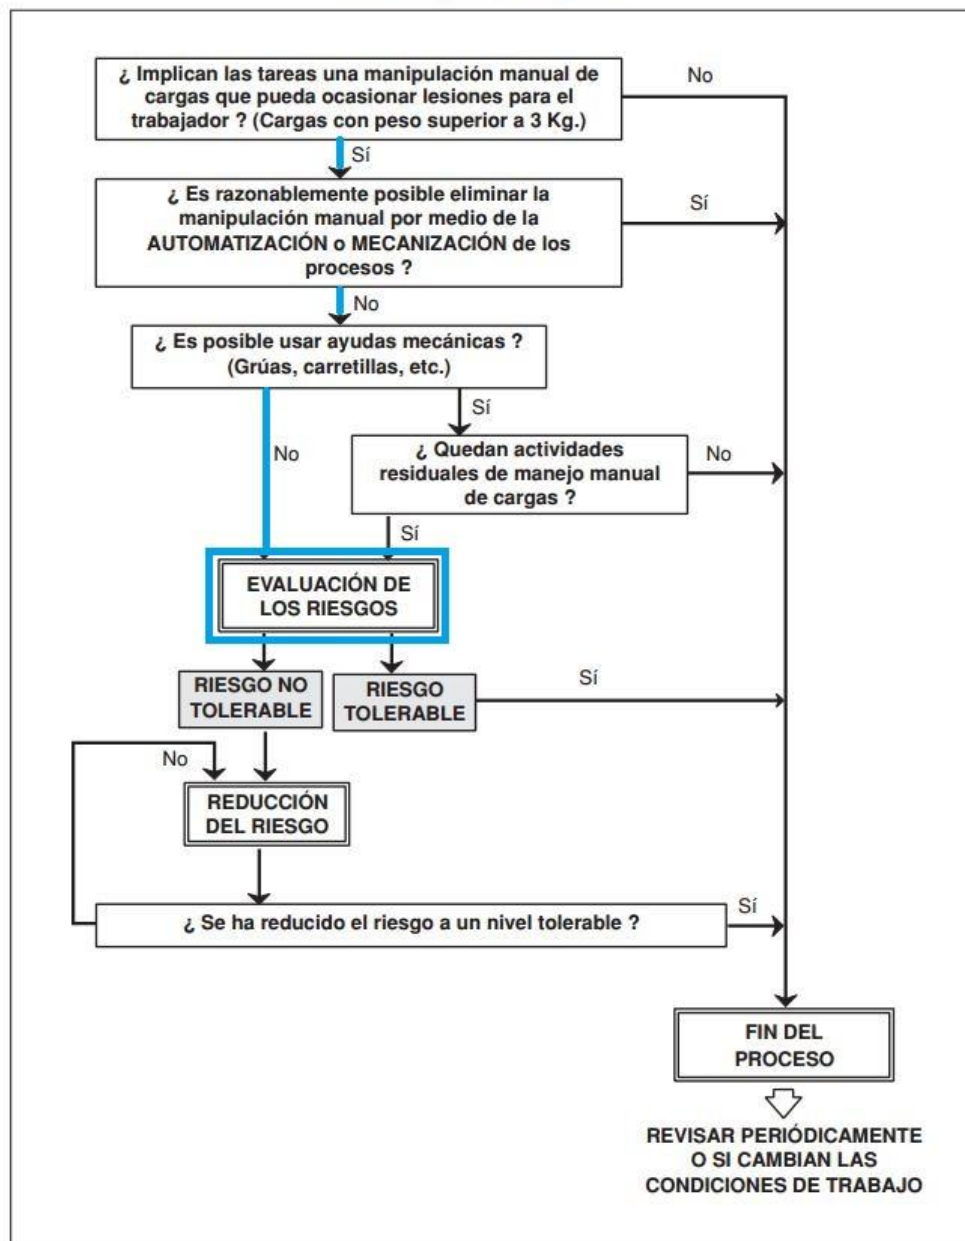 ¿ Implican las tareas una manipulación manual de
cargas que pueda ocasionar lesiones para el
trabajador ? (Cargas con peso superior a 3 Kg.)
No
Sí
¿ Es razonablemente posible eliminar la
manipulación manual por medio de la
AUTOMATIZACIÓN o MECANIZACIÓN de los
procesos ?
Sí
No
¿ Es posible usar ayudas mecánicas ?
(Grúas, carretillas, etc.)
Sí
No
¿ Quedan actividades
residuales de manejo manual
de cargas ?
No
Sí
EVALUACIÓN DE
LOS RIESGOS
RIESGO NO
TOLERABLE
RIESGO
TOLERABLE
Sí
No
REDUCCIÓN
DEL RIESGO
¿ Se ha reducido el riesgo a un nivel tolerable ?
Sí
FIN DEL
PROCESO
REVISAR PERIÓDICAMENTE
O SI CAMBIAN LAS
CONDICIONES DE TRABAJO